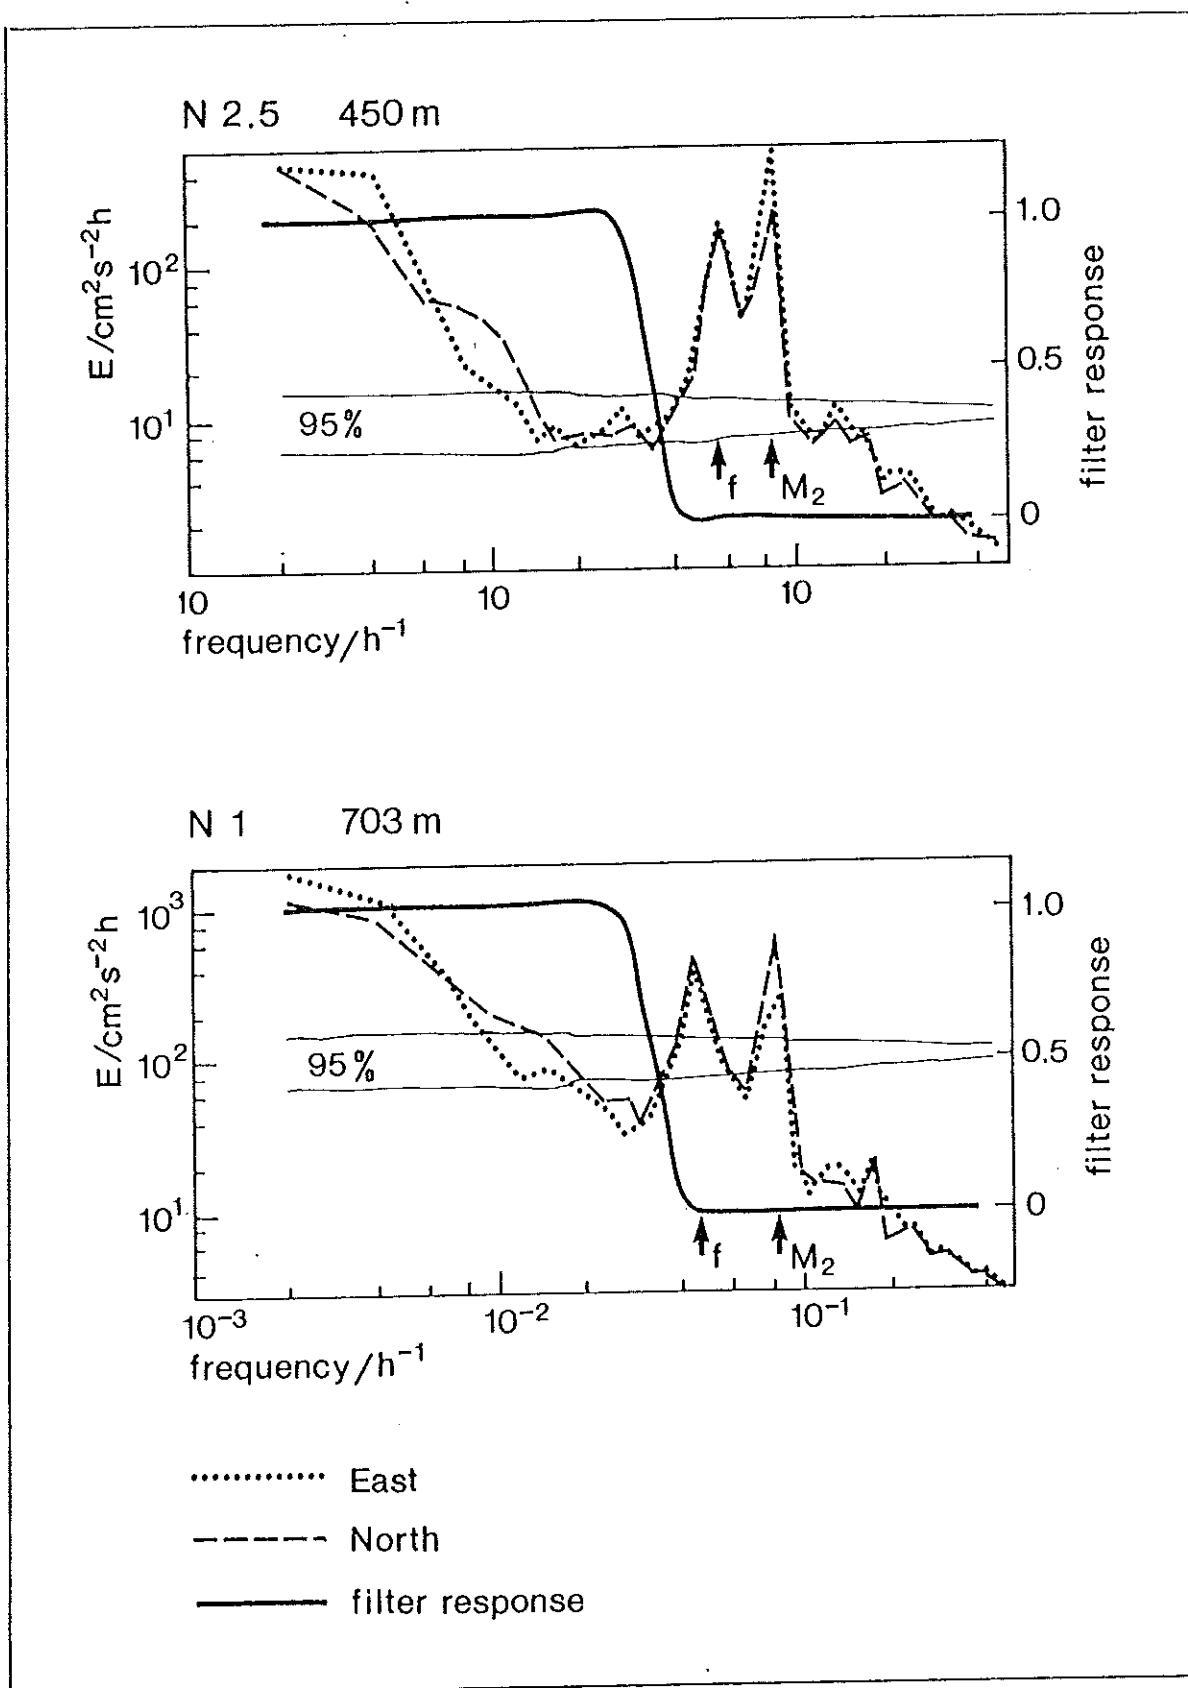 N 2.5 450 m
E/cm²s⁻²h
10²
10¹
95%
f
M₂
1.0
0.5
0
filter response
10
10
10
frequency/h⁻¹
N 1 703 m
E/cm²s⁻²h
10³
10²
10¹
95%
f
M₂
1.0
0.5
0
filter response
10⁻³
10⁻²
10⁻¹
frequency/h⁻¹
East
North
filter response